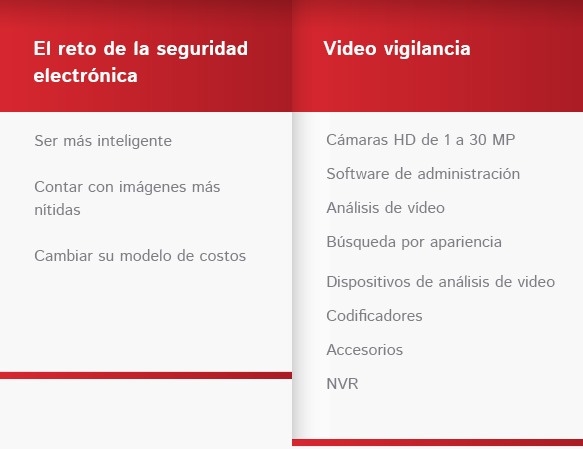 El reto de la seguridad
electrónica
Ser más inteligente
Contar con imágenes más
nítidas
Cambiar su modelo de costos
Video vigilancia
Cámaras HD de 1 a 30 MP
Software de administración
Análisis de vídeo
Búsqueda por apariencia
Dispositivos de análisis de video
Codificadores
Accesorios
NVR